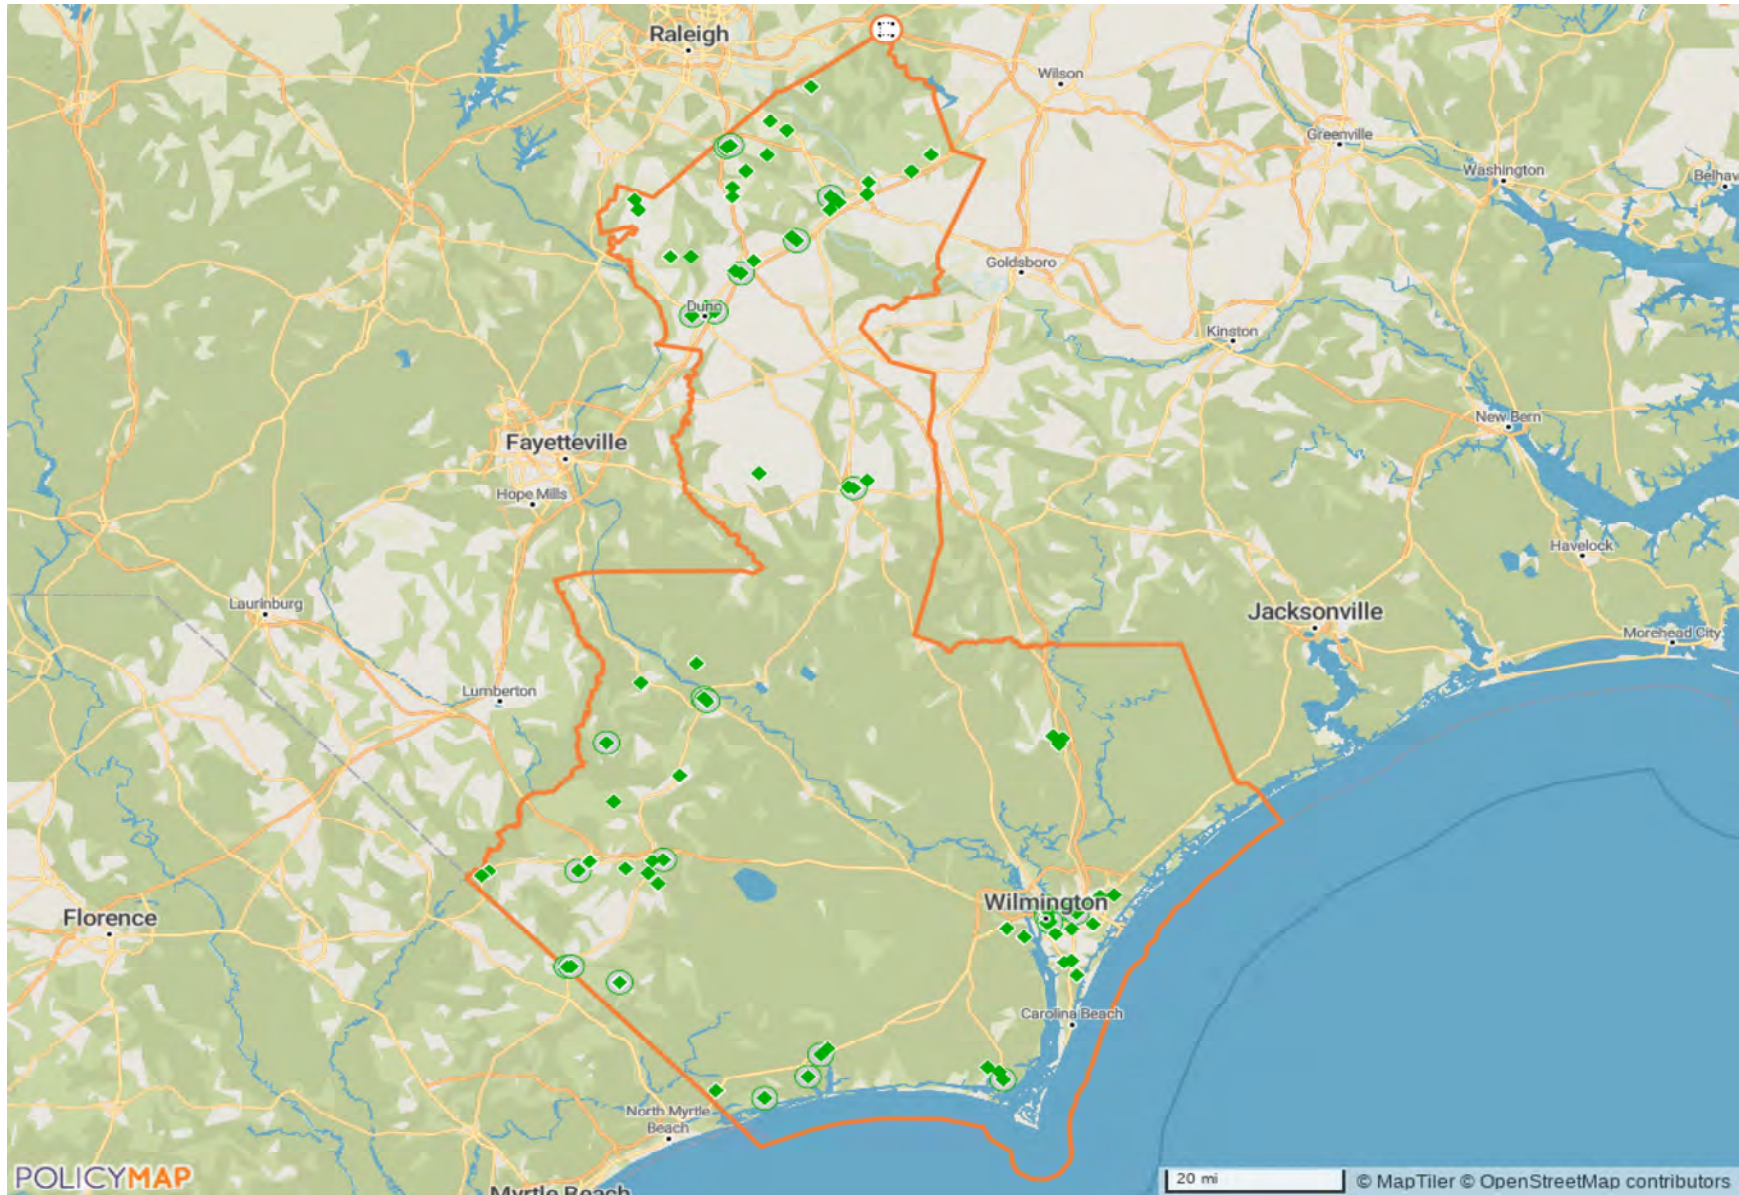 Raleigh
Wilson
Greenville
Washington
Belhav
Goldsboro
Dunn
Kinston
New Bern
Fayetteville
Hope Mills
Havelock
Laurinburg
Jacksonville
Morehead City
Lumberton
Wilmington
Florence
Carolina Beach
North Myrtle
Beach
POLICYMAP
20 mi
© MapTiler © OpenStreetMap contributors
Myrtle Beach